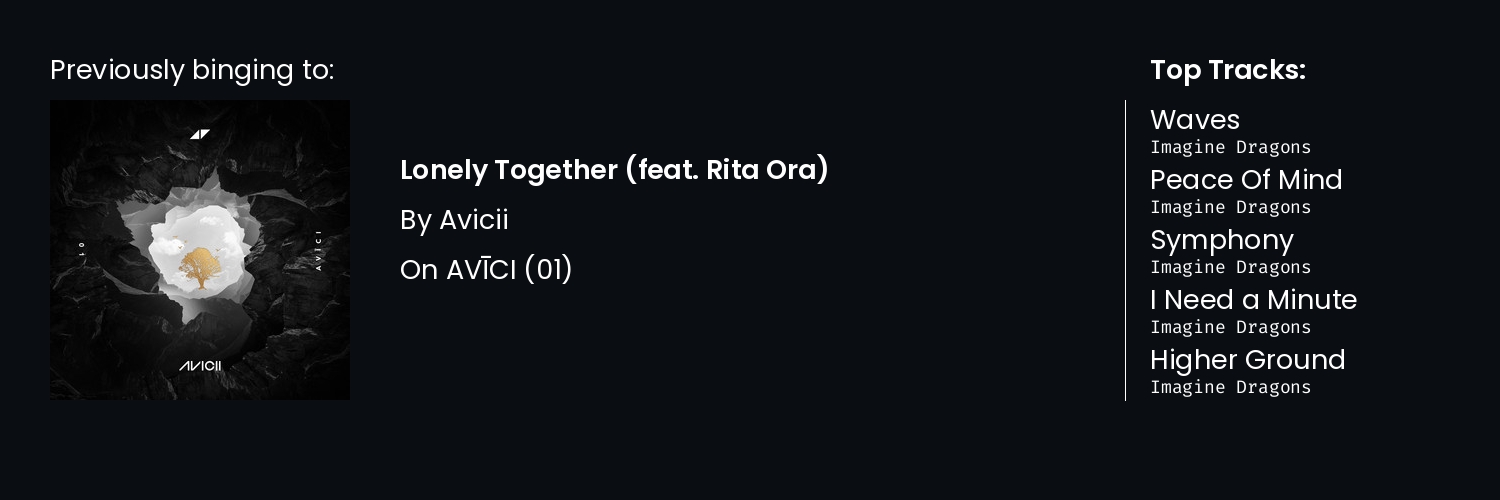 Previously binging to:
01
AVĪCI
AVICII
Lonely Together (feat. Rita Ora)
By Avicii
On AVĪCI (01)
Top Tracks:
Waves
Imagine Dragons
Peace Of Mind
Imagine Dragons
Symphony
Imagine Dragons
I Need a Minute
Imagine Dragons
Higher Ground
Imagine Dragons